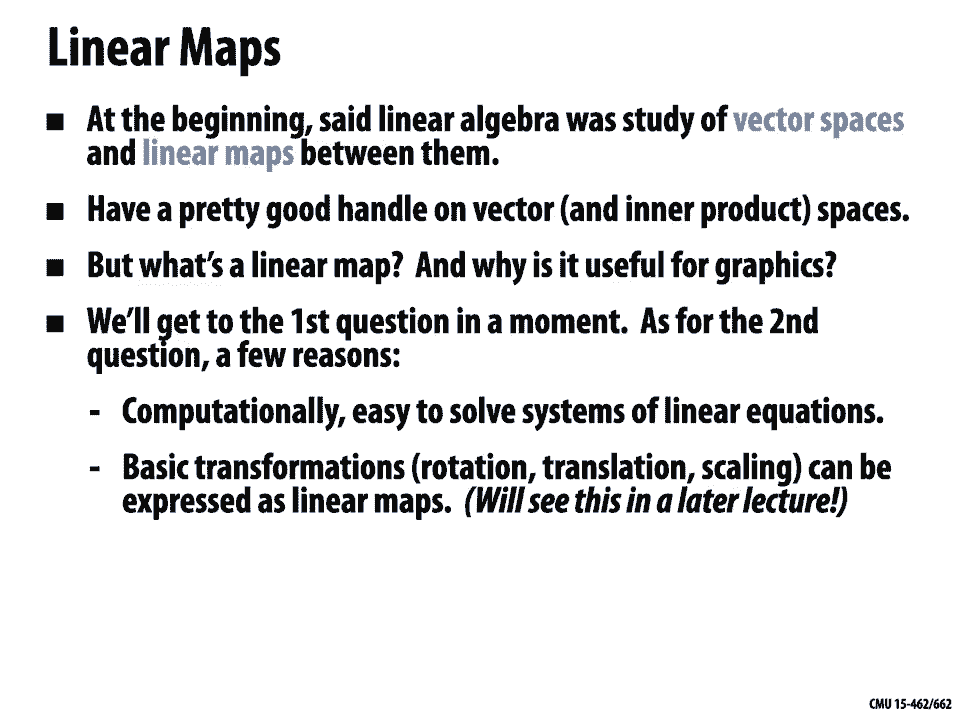 Linear Maps
■ At the beginning, said linear algebra was study of vector spaces
and linear maps between them.
■ Have a pretty good handle on vector (and inner product) spaces.
■ But what’s a linear map?  And why is it useful for graphics?
■ We’ll get to the 1st question in a moment.  As for the 2nd
question, a few reasons:
- Computationally, easy to solve systems of linear equations.
- Basic transformations (rotation, translation, scaling) can be
expressed as linear maps.  (Will see this in a later lecture!)
CMU 15-462/662